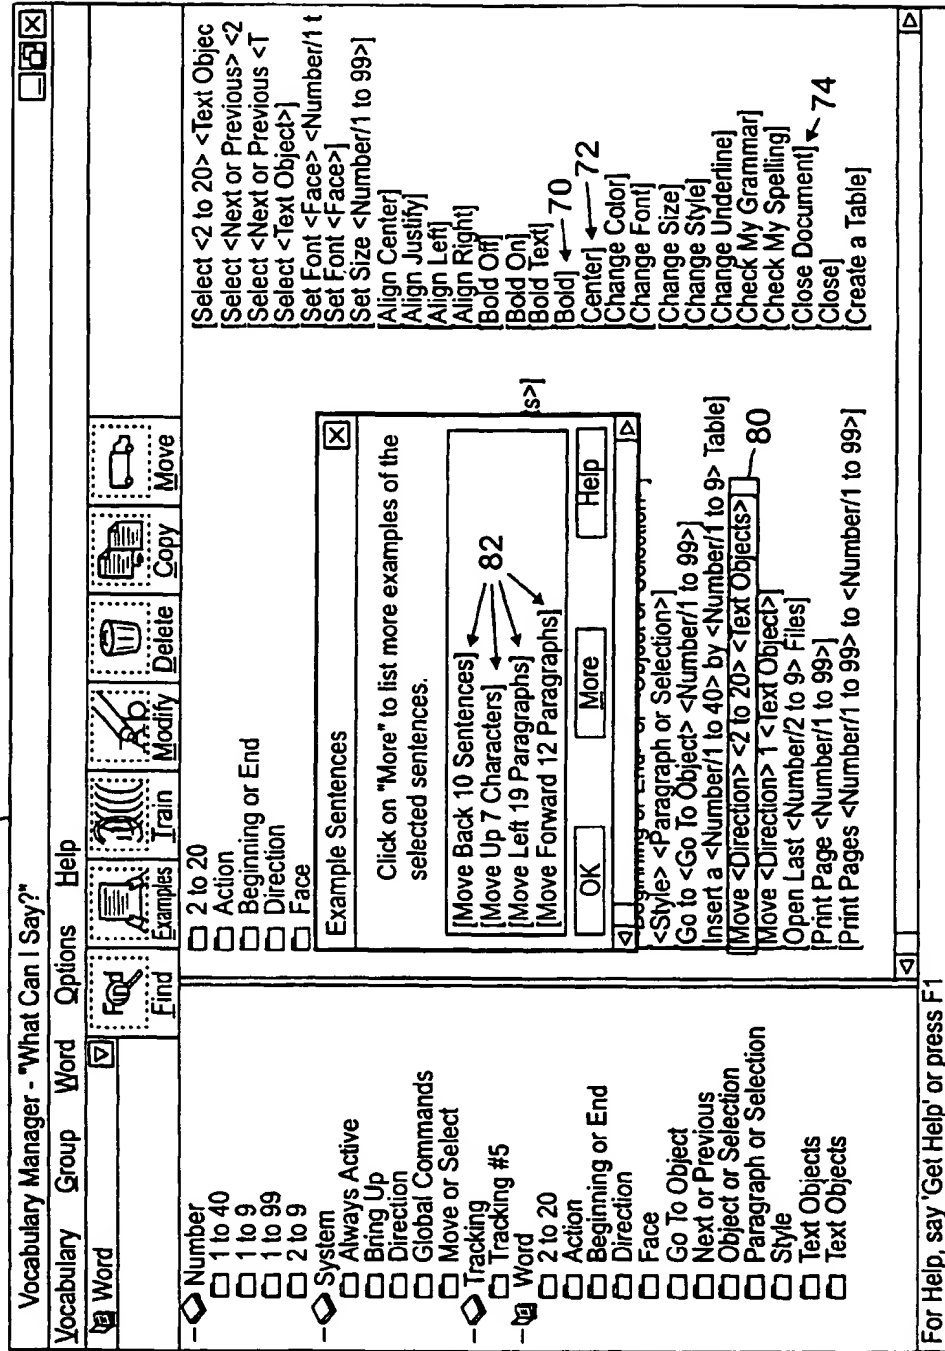 Vocabulary Manager - "What Can I Say?"
Vocabulary Group Word Options Help
Word
Find
Find
Examples
Train
Modify
Delete
Copy
Move
– Number
1 to 40
1 to 9
1 to 99
2 to 9
– System
Always Active
Bring Up
Direction
Global Commands
Move or Select
– Tracking
Tracking #5
– Word
2 to 20
Action
Beginning or End
Direction
Face
Go To Object
Next or Previous
Object or Selection
Paragraph or Selection
Style
Text Objects
Text Objects
2 to 20
Action
Beginning or End
Direction
Face
Example Sentences
Click on "More" to list more examples of the
selected sentences.
[Move Back 10 Sentences]
[Move Up 7 Characters]
[Move Left 19 Paragraphs]
[Move Forward 12 Paragraphs]
82
OK
More
Help
ts>]
<Style> <Paragraph or Selection>]
[Go to <Go To Object> <Number/1 to 99>]
[Insert a <Number/1 to 40> by <Number/1 to 9> Table]
[Move <Direction> <2 to 20> <Text Objects>]
80
[Move <Direction> 1 <Text Object>]
[Open Last <Number/2 to 9> Files]
[Print Page <Number/1 to 99>]
[Print Pages <Number/1 to 99> to <Number/1 to 99>]
[Select <2 to 20> <Text Objec
[Select <Next or Previous> <2
[Select <Next or Previous <T
[Select <Text Object>]
[Set Font <Face> <Number/1 t
[Set Font <Face>]
[Set Size <Number/1 to 99>]
[Align Center]
[Align Justify]
[Align Left]
[Align Right]
[Bold Off]
[Bold On]
[Bold Text]
[Bold] 70
[Center] 72
[Change Color]
[Change Font]
[Change Size]
[Change Style]
[Change Underline]
[Check My Grammar]
[Check My Spelling]
[Close Document] 74
[Close]
[Create a Table]
For Help, say 'Get Help' or press F1